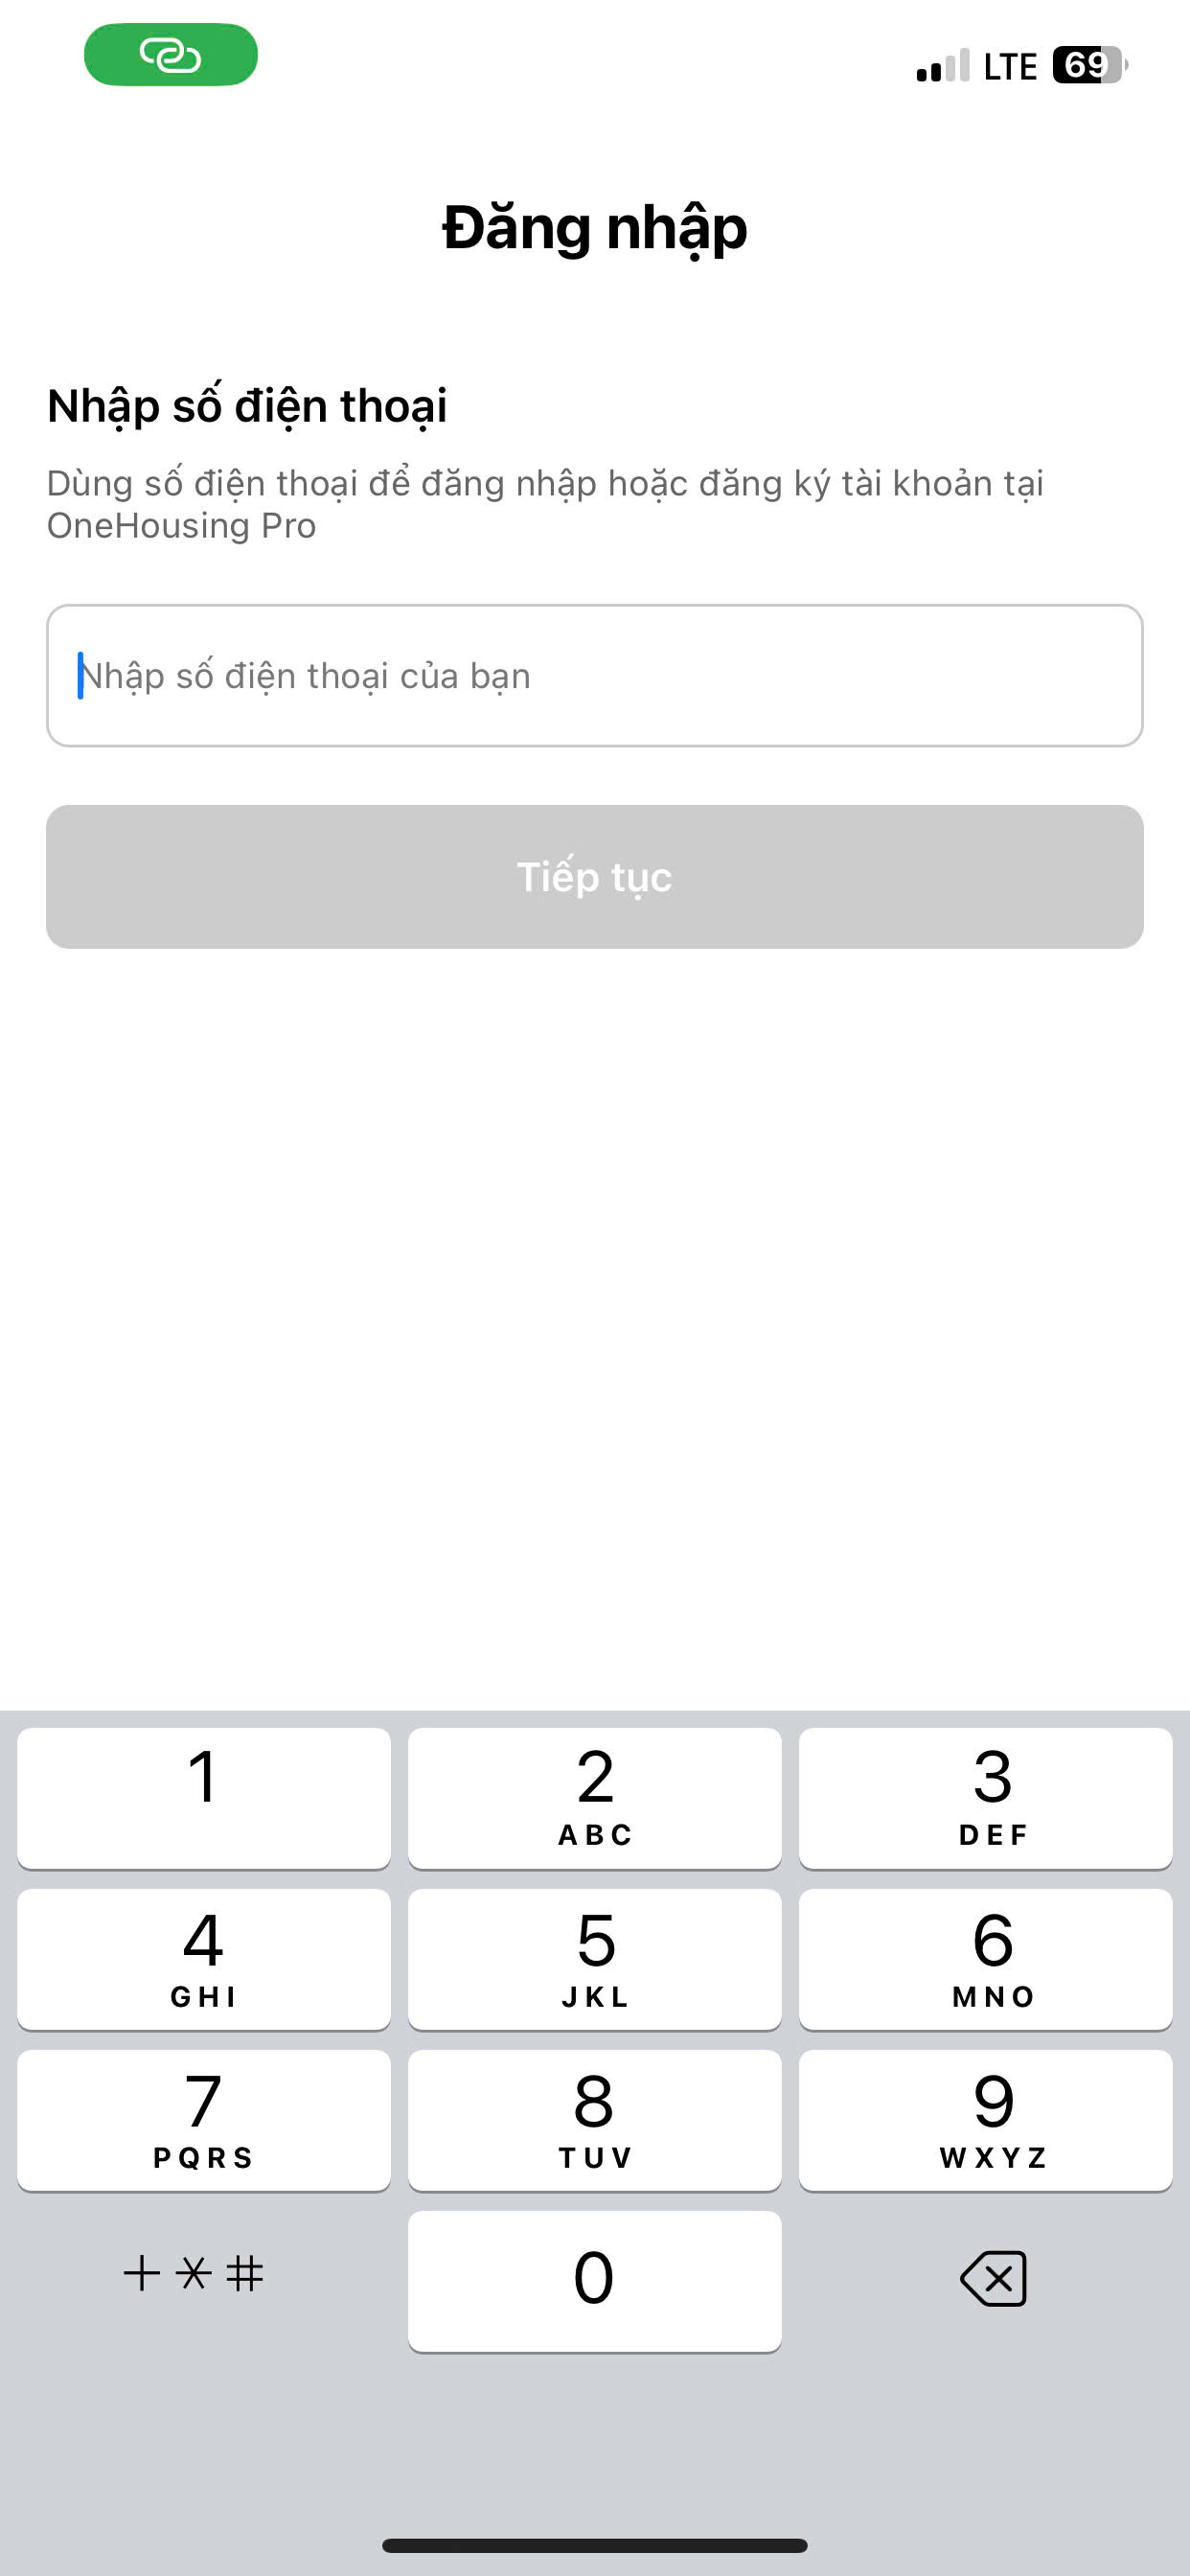 LTE 69
Đăng nhập
Nhập số điện thoại
Dùng số điện thoại để đăng nhập hoặc đăng ký tài khoản tại
OneHousing Pro
Nhập số điện thoại của bạn
Tiếp tục
1 2 3
ABC DEF
4 5 6
GHI JKL MNO
7 8 9
PQRS TUV WXYZ
+*# 0